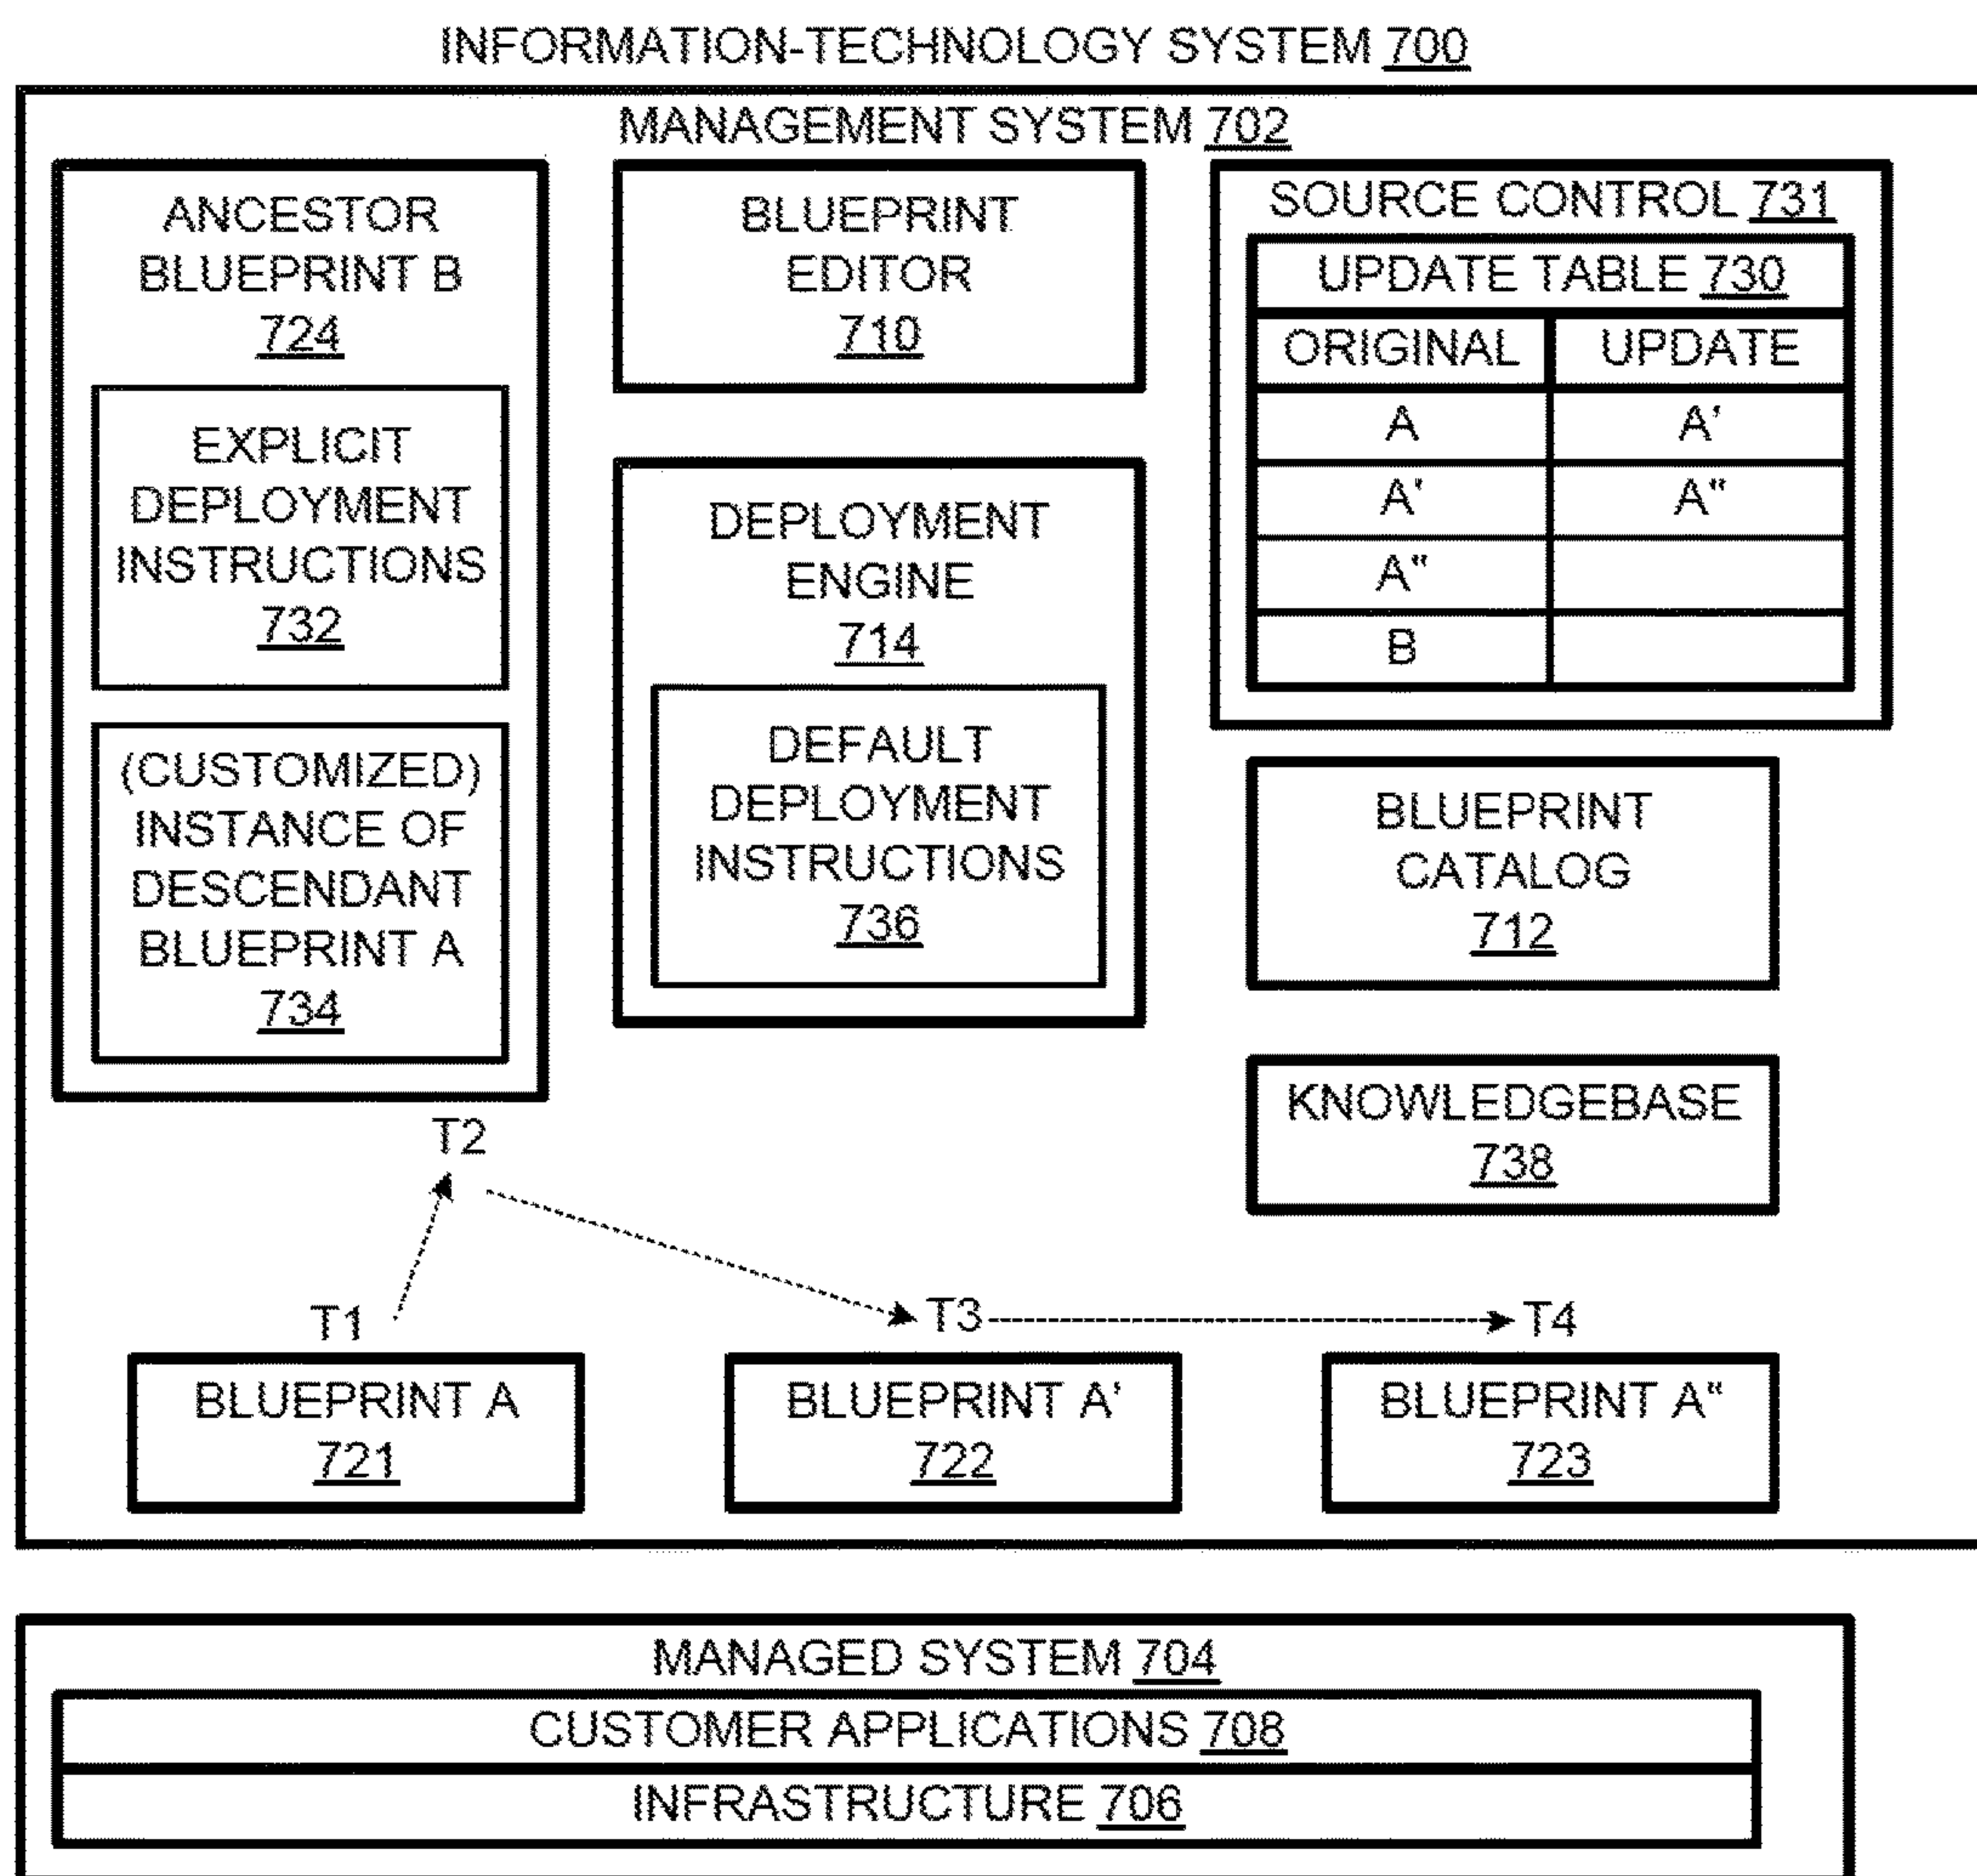 INFORMATION-TECHNOLOGY SYSTEM 700
MANAGEMENT SYSTEM 702
ANCESTOR
BLUEPRINT B
724
EXPLICIT
DEPLOYMENT
INSTRUCTIONS
732
(CUSTOMIZED)
INSTANCE OF
DESCENDANT
BLUEPRINT A
734
BLUEPRINT
EDITOR
710
DEPLOYMENT
ENGINE
714
DEFAULT
DEPLOYMENT
INSTRUCTIONS
736
SOURCE CONTROL 731
UPDATE TABLE 730
ORIGINAL UPDATE
A A'
A' A"
A"
B
BLUEPRINT
CATALOG
712
KNOWLEDGEBASE
738
T2
T1
T3
T4
BLUEPRINT A
721
BLUEPRINT A'
722
BLUEPRINT A"
723
MANAGED SYSTEM 704
CUSTOMER APPLICATIONS 708
INFRASTRUCTURE 706